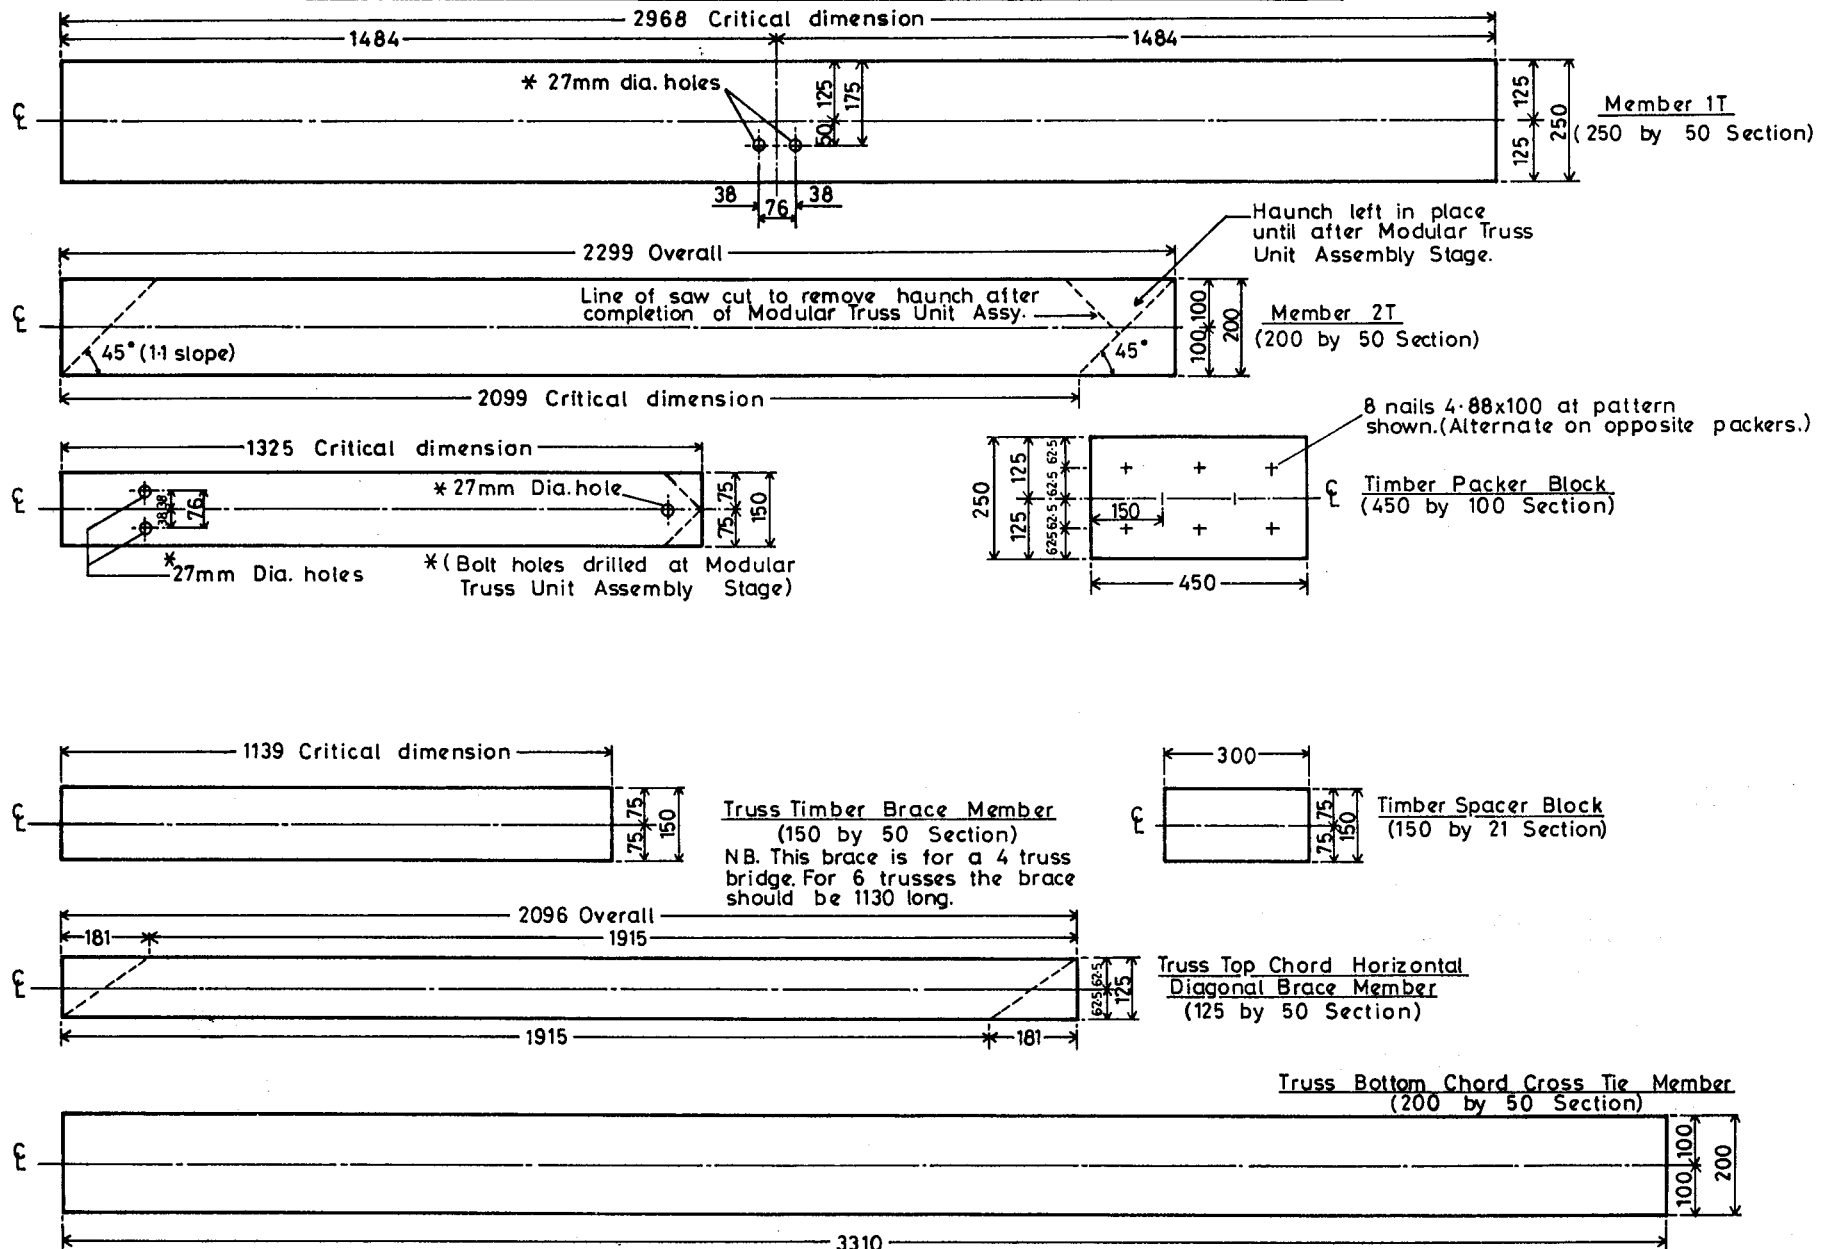 2968 Critical dimension
1484
1484
* 27mm dia. holes
125
175
50
125
125
250
Member 1T
(250 by 50 Section)
℄
38
76
38
Haunch left in place
until after Modular Truss
Unit Assembly Stage.
2299 Overall
Line of saw cut to remove haunch after
completion of Modular Truss Unit Assy.
℄
45° (1·1 slope)
45°
100
100
200
Member 2T
(200 by 50 Section)
2099 Critical dimension
8 nails 4·88x100 at pattern
shown.(Alternate on opposite packers.)
1325 Critical dimension
* 27mm Dia. hole
℄
38
38
76
75
75
150
*
27mm Dia. holes
* (Bolt holes drilled at Modular
Truss Unit Assembly Stage)
250
125
125
62·5
62·5
62·5
62·5
150
450
℄
Timber Packer Block
(450 by 100 Section)
1139 Critical dimension
℄
75
75
150
Truss Timber Brace Member
(150 by 50 Section)
NB. This brace is for a 4 truss
bridge. For 6 trusses the brace
should be 1130 long.
300
℄
75
75
150
Timber Spacer Block
(150 by 21 Section)
2096 Overall
181
1915
℄
62·5
62·5
125
Truss Top Chord Horizontal
Diagonal Brace Member
(125 by 50 Section)
1915
181
Truss Bottom Chord Cross Tie Member
(200 by 50 Section)
℄
100
100
200
3310